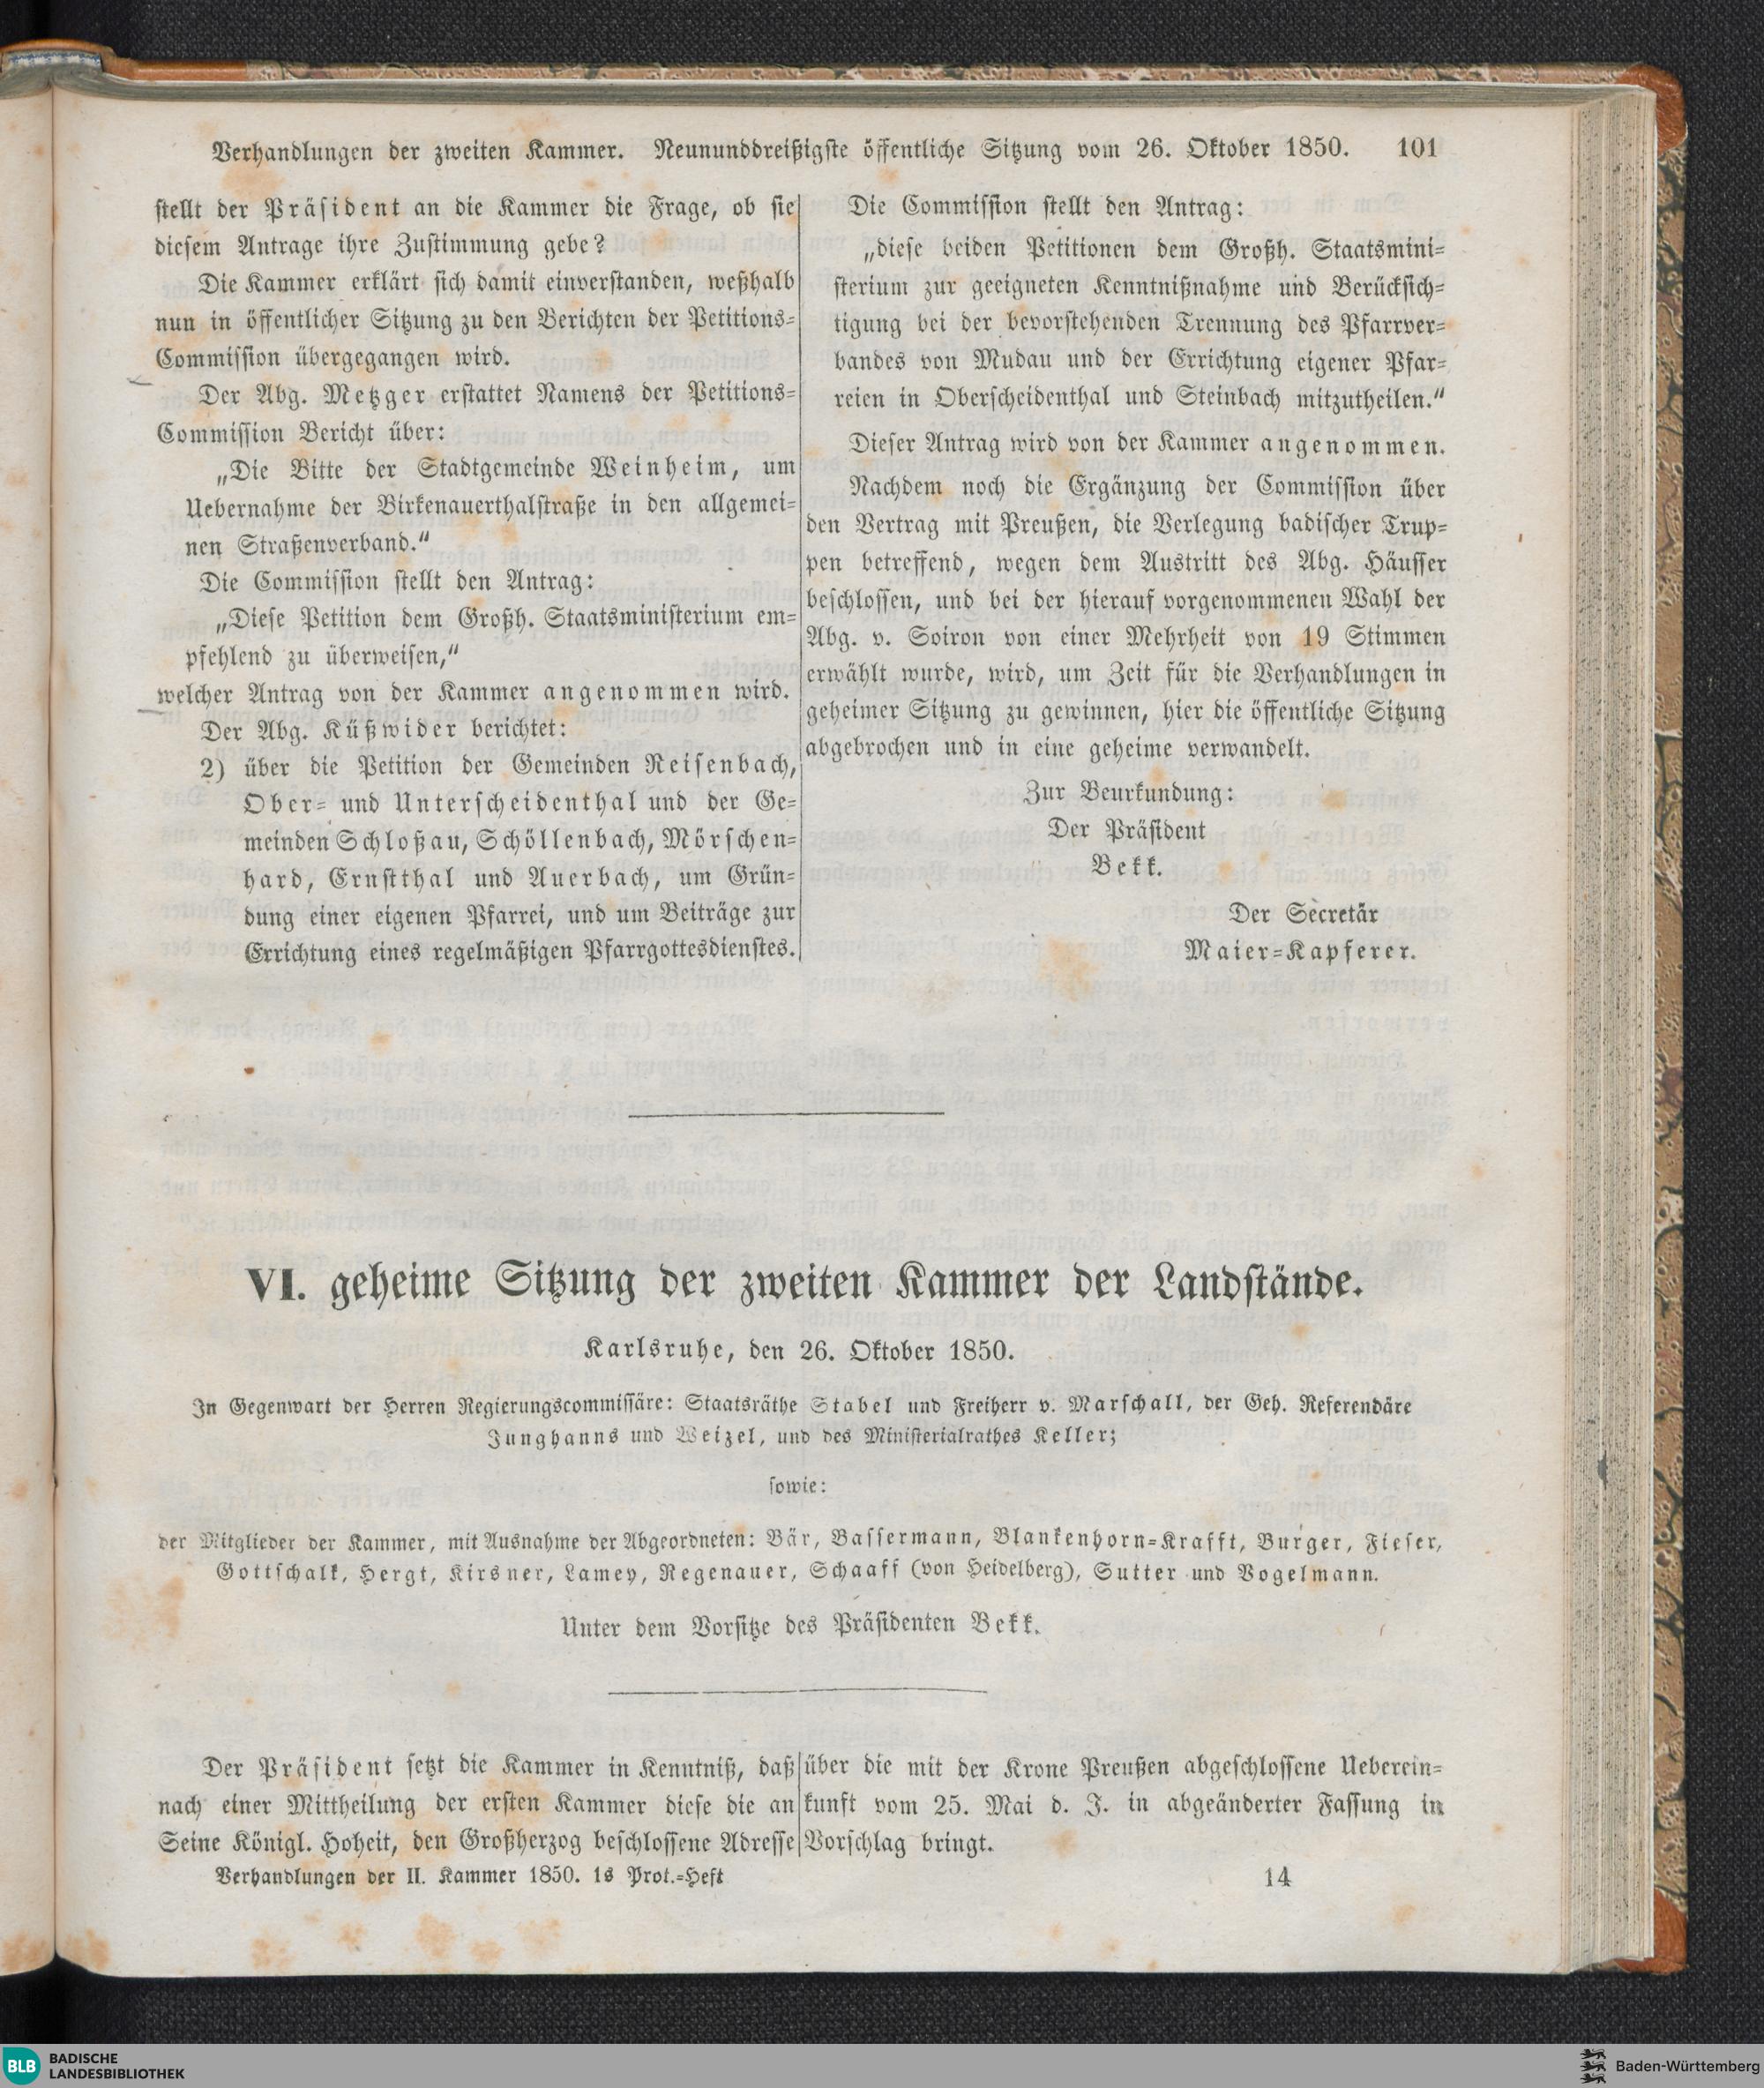 Verhandlungen der zweiten Kammer. Neununddreißigste öffentliche Sitzung vom 26. Oktober 1850. 101
stellt der Präsident an die Kammer die Frage, ob sie
diesem Antrage ihre Zustimmung gebe?
Die Kammer erklärt sich damit einverstanden, weßhalb
nun in öffentlicher Sitzung zu den Berichten der Petitions-
Commission übergegangen wird.
Der Abg. Metzger erstattet Namens der Petitions-
Commission Bericht über:
„Die Bitte der Stadtgemeinde Weinheim, um
Uebernahme der Birkenauerthalstraße in den allgemei-
nen Straßenverband.“
Die Commission stellt den Antrag:
„Diese Petition dem Großh. Staatsministerium em-
pfehlend zu überweisen,“
welcher Antrag von der Kammer angenommen wird.
Der Abg. Küßwider berichtet:
2) über die Petition der Gemeinden Reisenbach,
Ober- und Unterscheidenthal und der Ge-
meinden Schloßau, Schöllenbach, Mörschen-
hard, Ernstthal und Auerbach, um Grün-
dung einer eigenen Pfarrei, und um Beiträge zur
Errichtung eines regelmäßigen Pfarrgottesdienstes.
Die Commission stellt den Antrag:
„diese beiden Petitionen dem Großh. Staatsmini-
sterium zur geeigneten Kenntnißnahme und Berücksich-
tigung bei der bevorstehenden Trennung des Pfarrver-
bandes von Mudau und der Errichtung eigener Pfar-
reien in Oberscheidenthal und Steinbach mitzutheilen.“
Dieser Antrag wird von der Kammer angenommen.
Nachdem noch die Ergänzung der Commission über
den Vertrag mit Preußen, die Verlegung badischer Trup-
pen betreffend, wegen dem Austritt des Abg. Häusser
beschlossen, und bei der hierauf vorgenommenen Wahl der
Abg. v. Soiron von einer Mehrheit von 19 Stimmen
erwählt wurde, wird, um Zeit für die Verhandlungen in
geheimer Sitzung zu gewinnen, hier die öffentliche Sitzung
abgebrochen und in eine geheime verwandelt.
Zur Beurkundung:
Der Präsident
Bekk.
Der Secretär
Maier-Kapferer.
VI. geheime Sitzung der zweiten Kammer der Landstände.
Karlsruhe, den 26. Oktober 1850.
In Gegenwart der Herren Regierungscommissäre: Staatsräthe Stabel und Freiherr v. Marschall, der Geh. Referendäre
Junghanns und Weizel, und des Ministerialrathes Keller;
sowie:
der Mitglieder der Kammer, mit Ausnahme der Abgeordneten: Bär, Bassermann, Blankenhorn-Krafft, Burger, Fieser,
Gottschalk, Hergt, Kirsner, Lamey, Regenauer, Schaaff (von Heidelberg), Sutter und Vogelmann.
Unter dem Vorsitze des Präsidenten Bekk.
Der Präsident setzt die Kammer in Kenntniß, daß
nach einer Mittheilung der ersten Kammer diese die an
Seine Königl. Hoheit, den Großherzog beschlossene Adresse
über die mit der Krone Preußen abgeschlossene Ueberein-
kunft vom 25. Mai d. J. in abgeänderter Fassung in
Vorschlag bringt.
Verhandlungen der II. Kammer 1850. 1s Prot.-Heft 14
BLB BADISCHE
LANDESBIBLIOTHEK
Baden-Württemberg